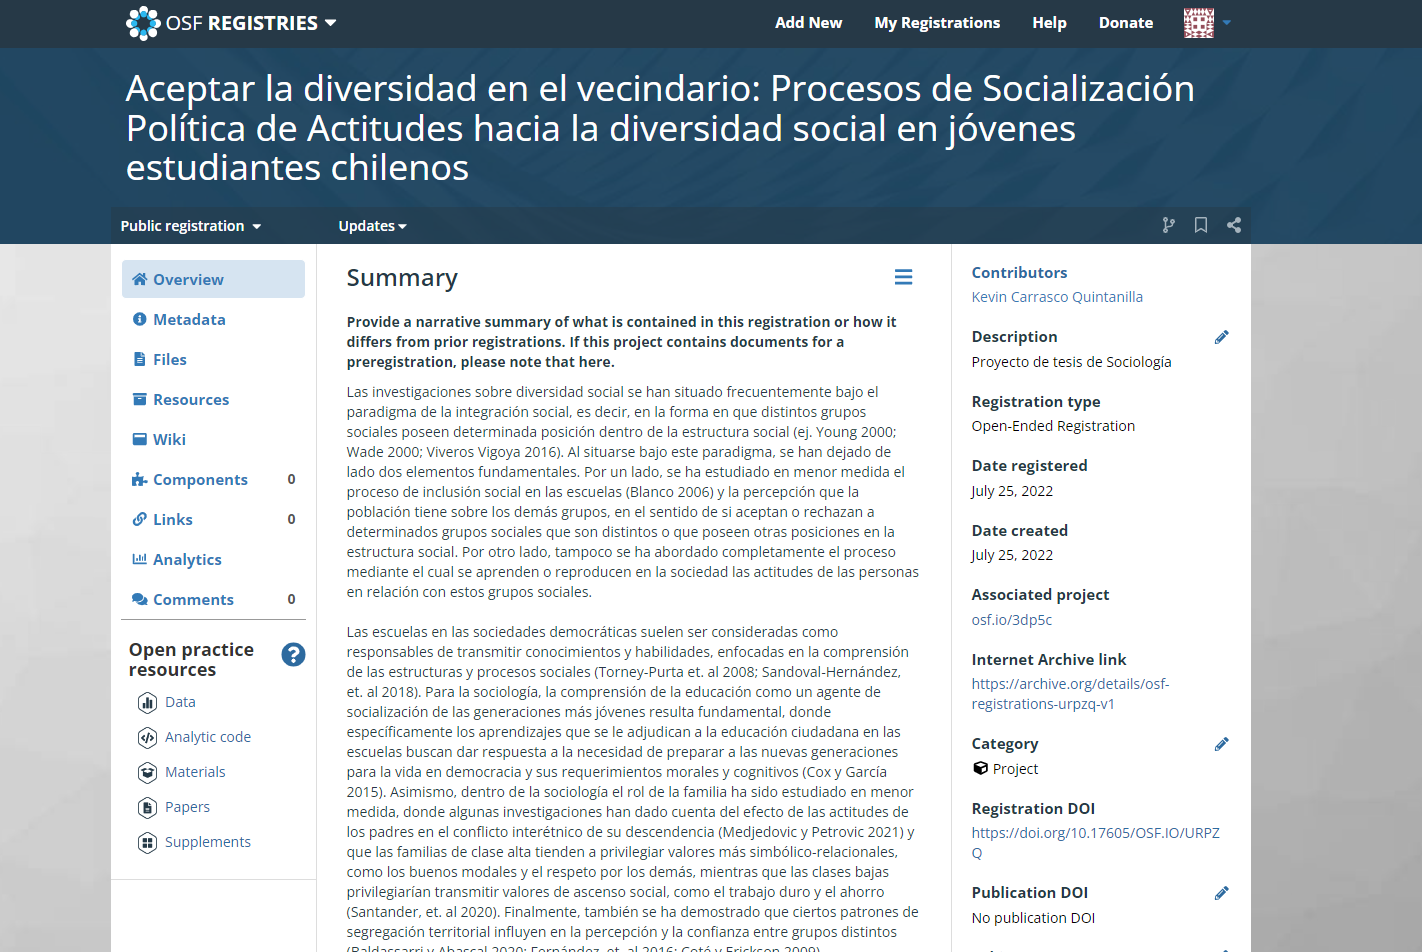 OSF REGISTRIES
Add New
My Registrations
Help
Donate
Aceptar la diversidad en el vecindario: Procesos de Socialización
Política de Actitudes hacia la diversidad social en jóvenes
estudiantes chilenos
Public registration
Updates
Overview
Metadata
Files
Resources
Wiki
Components 0
Links 0
Analytics
Comments 0
Open practice
resources
?
Data
Analytic code
Materials
Papers
Supplements
Summary
Provide a narrative summary of what is contained in this registration or how it
differs from prior registrations. If this project contains documents for a
preregistration, please note that here.
Las investigaciones sobre diversidad social se han situado frecuentemente bajo el
paradigma de la integración social, es decir, en la forma en que distintos grupos
sociales poseen determinada posición dentro de la estructura social (ej. Young 2000;
Wade 2000; Viveros Vigoya 2016). Al situarse bajo este paradigma, se han dejado de
lado dos elementos fundamentales. Por un lado, se ha estudiado en menor medida el
proceso de inclusión social en las escuelas (Blanco 2006) y la percepción que la
población tiene sobre los demás grupos, en el sentido de si aceptan o rechazan a
determinados grupos sociales que son distintos o que poseen otras posiciones en la
estructura social. Por otro lado, tampoco se ha abordado completamente el proceso
mediante el cual se aprenden o reproducen en la sociedad las actitudes de las personas
en relación con estos grupos sociales.
Las escuelas en las sociedades democráticas suelen ser consideradas como
responsables de transmitir conocimientos y habilidades, enfocadas en la comprensión
de las estructuras y procesos sociales (Torney-Purta et. al 2008; Sandoval-Hernández,
et. al 2018). Para la sociología, la comprensión de la educación como un agente de
socialización de las generaciones más jóvenes resulta fundamental, donde
específicamente los aprendizajes que se le adjudican a la educación ciudadana en las
escuelas buscan dar respuesta a la necesidad de preparar a las nuevas generaciones
para la vida en democracia y sus requerimientos morales y cognitivos (Cox y García
2015). Asimismo, dentro de la sociología el rol de la familia ha sido estudiado en menor
medida, donde algunas investigaciones han dado cuenta del efecto de las actitudes de
los padres en el conflicto interétnico de su descendencia (Medjedovic y Petrovic 2021) y
que las familias de clase alta tienden a privilegiar valores más simbólico-relacionales,
como los buenos modales y el respeto por los demás, mientras que las clases bajas
privilegiarían transmitir valores de ascenso social, como el trabajo duro y el ahorro
(Santander, et. al 2020). Finalmente, también se ha demostrado que ciertos patrones de
segregación territorial influyen en la percepción y la confianza entre grupos distintos
(Baldassarri y Abascal 2020; Fernández, et. al 2016; Coté y Erickson 2009)
Contributors
Kevin Carrasco Quintanilla
Description
Proyecto de tesis de Sociología
Registration type
Open-Ended Registration
Date registered
July 25, 2022
Date created
July 25, 2022
Associated project
osf.io/3dp5c
Internet Archive link
https://archive.org/details/osf-
registrations-urpzq-v1
Category
Project
Registration DOI
https://doi.org/10.17605/OSF.IO/URPZ
Q
Publication DOI
No publication DOI